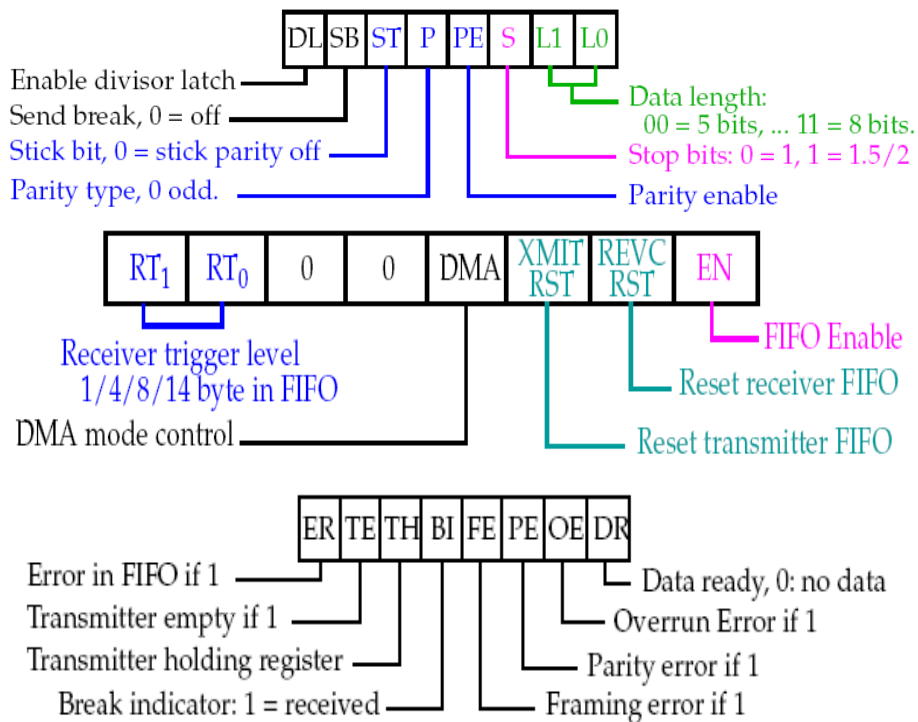 DL SB ST P PE S L1 L0
Enable divisor latch
Send break, 0 = off
Stick bit, 0 = stick parity off
Parity type, 0 odd.
Data length:
00 = 5 bits, ... 11 = 8 bits.
Stop bits: 0 = 1, 1 = 1.5/2
Parity enable
RT1 RT0 0 0 DMA XMIT RST REVC RST EN
Receiver trigger level
1/4/8/14 byte in FIFO
DMA mode control
FIFO Enable
Reset receiver FIFO
Reset transmitter FIFO
ER TE TH BI FE PE OE DR
Error in FIFO if 1
Transmitter empty if 1
Transmitter holding register
Break indicator: 1 = received
Data ready, 0: no data
Overrun Error if 1
Parity error if 1
Framing error if 1